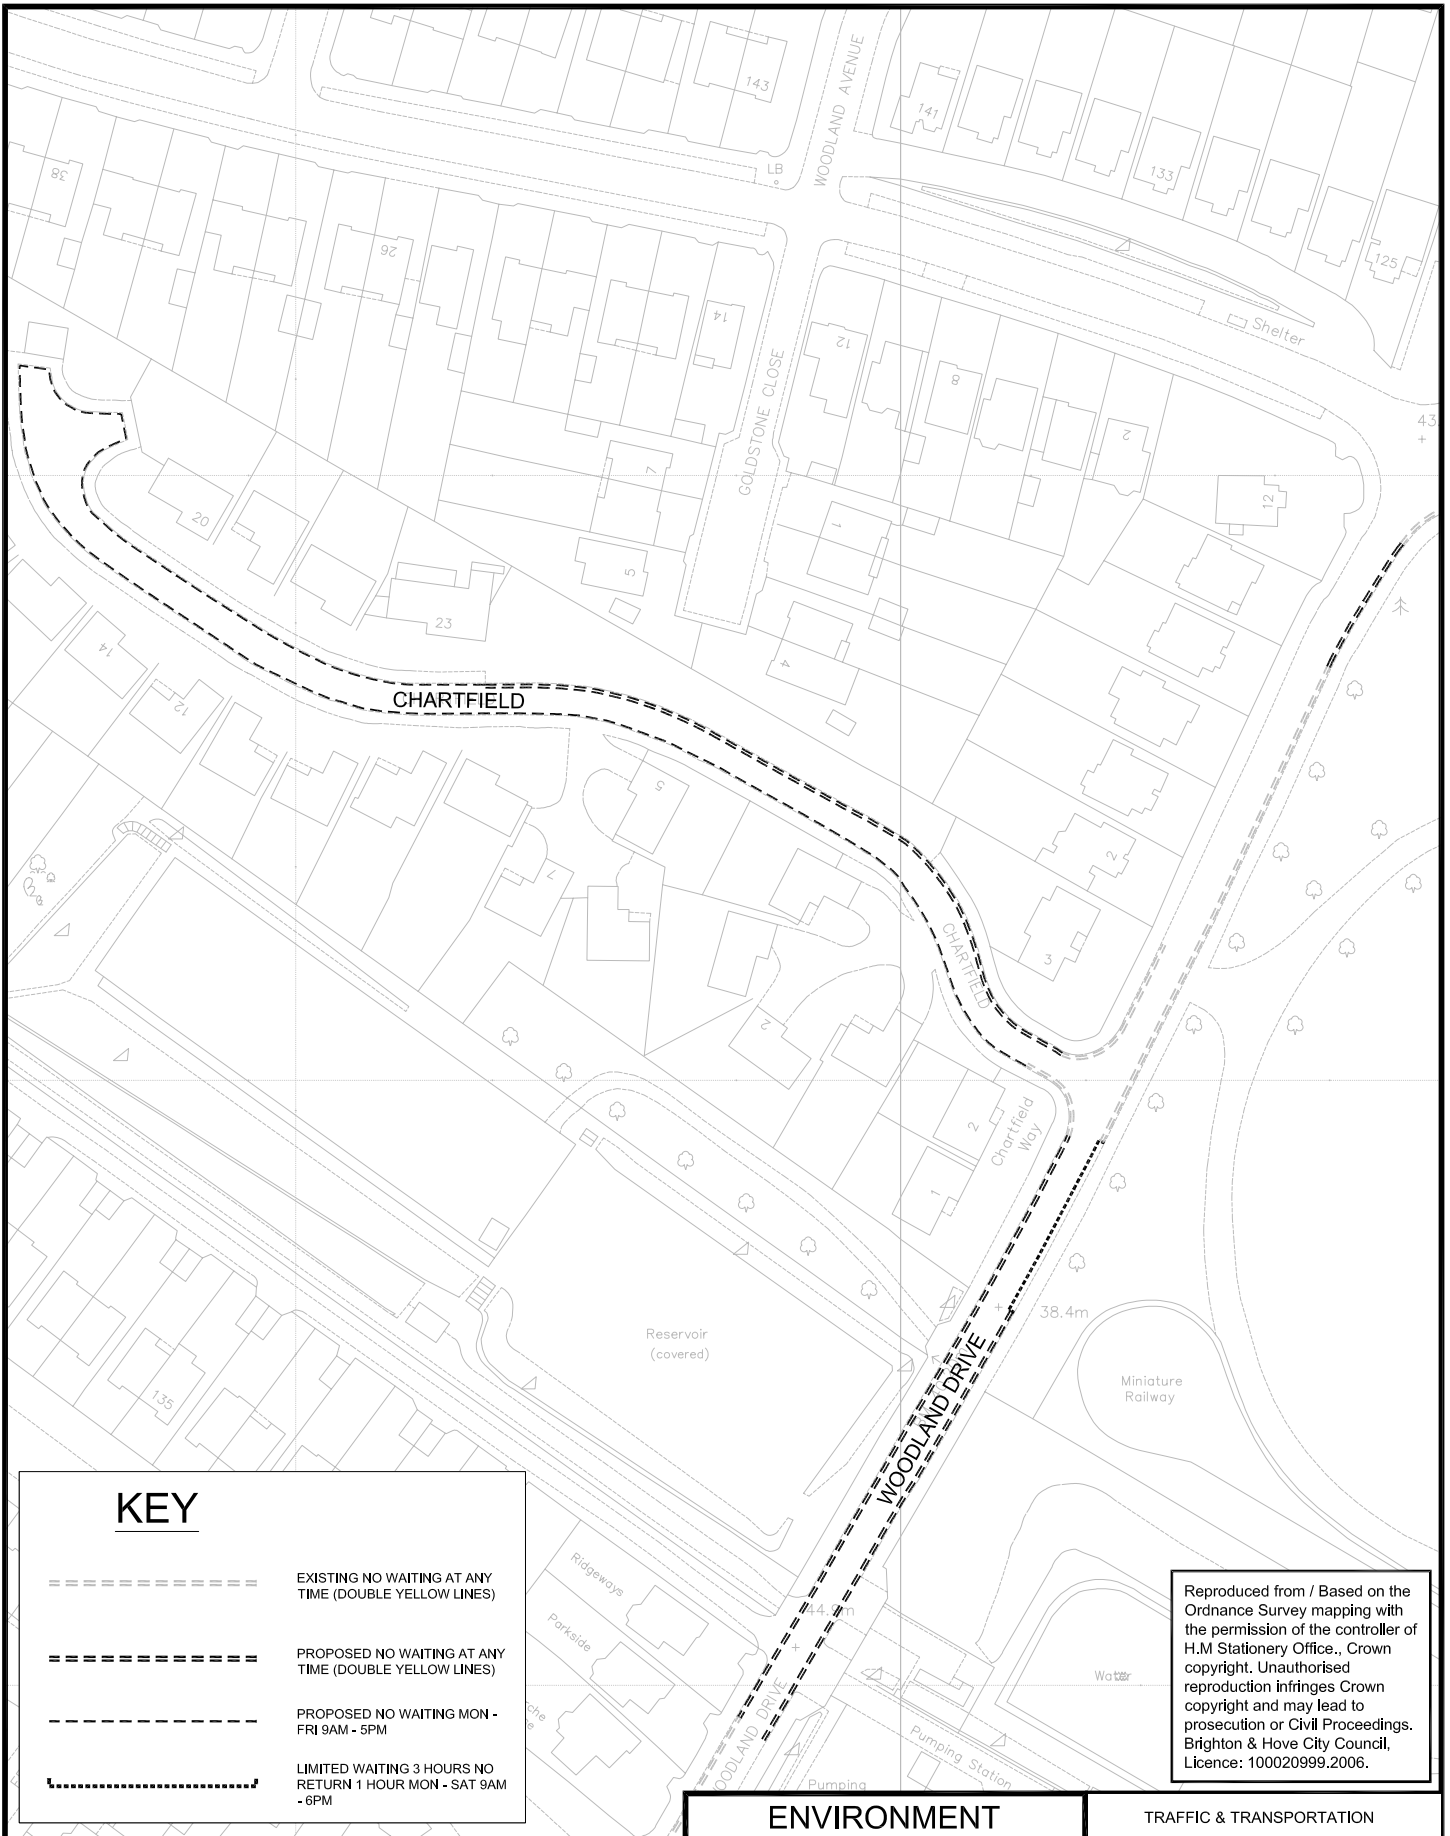 143
WOODLAND AVENUE
141
LB
133
125
38
26
14
12
8
2
Shelter
43
GOLDSTONE CLOSE
7
1
12
20
5
23
4
14
12
CHARTFIELD
5
2
7
3
CHARTFIELD
2
2
Chartfield
Way
1
38.4m
Reservoir
(covered)
WOODLAND DRIVE
Miniature
Railway
135
KEY
EXISTING NO WAITING AT ANY
TIME (DOUBLE YELLOW LINES)
PROPOSED NO WAITING AT ANY
TIME (DOUBLE YELLOW LINES)
PROPOSED NO WAITING MON -
FRI 9AM - 5PM
LIMITED WAITING 3 HOURS NO
RETURN 1 HOUR MON - SAT 9AM
- 6PM
Ridgeways
Parkside
WOODLAND DRIVE
Water
Pumping Station
Pumping
Reproduced from / Based on the
Ordnance Survey mapping with
the permission of the controller of
H.M Stationery Office., Crown
copyright. Unauthorised
reproduction infringes Crown
copyright and may lead to
prosecution or Civil Proceedings.
Brighton & Hove City Council,
Licence: 100020999.2006.
ENVIRONMENT
TRAFFIC & TRANSPORTATION